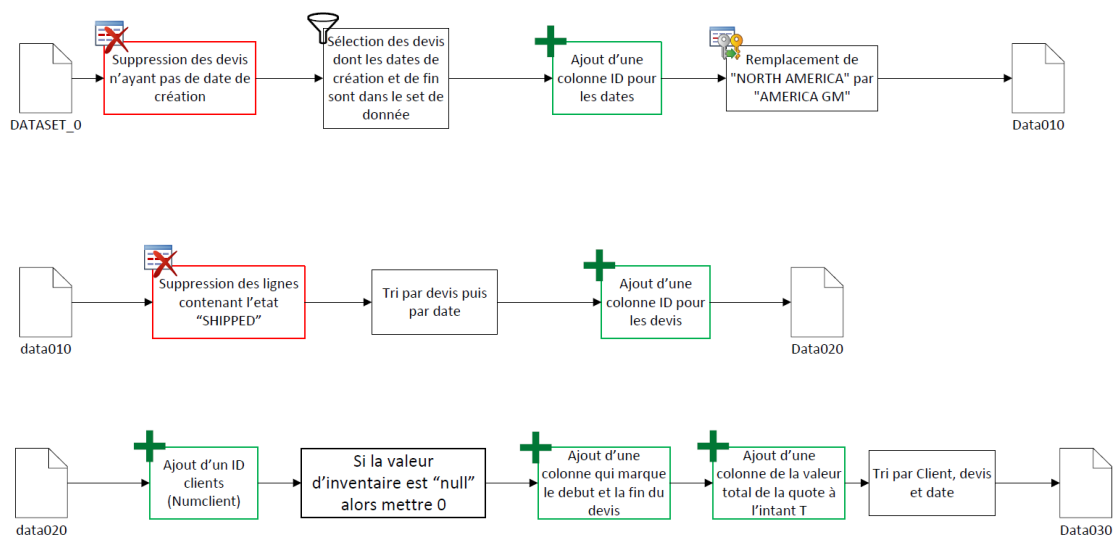 DATASET_0
Suppression des devis
n'ayant pas de date de
création
Sélection des devis
dont les dates de
création et de fin
sont dans le set de
donnée
Ajout d'une
colonne ID pour
les dates
Remplacement de
"NORTH AMERICA" par
"AMERICA GM"
Data010
data010
Suppression des lignes
contenant l'etat
“SHIPPED”
Tri par devis puis
par date
Ajout d'une
colonne ID pour
les devis
Data020
data020
Ajout d'un ID
clients
(Numclient)
Si la valeur
d'inventaire est “null”
alors mettre 0
Ajout d'une
colonne qui marque
le debut et la fin du
devis
Ajout d'une
colonne de la valeur
total de la quote à
l'intant T
Tri par Client, devis
et date
Data030